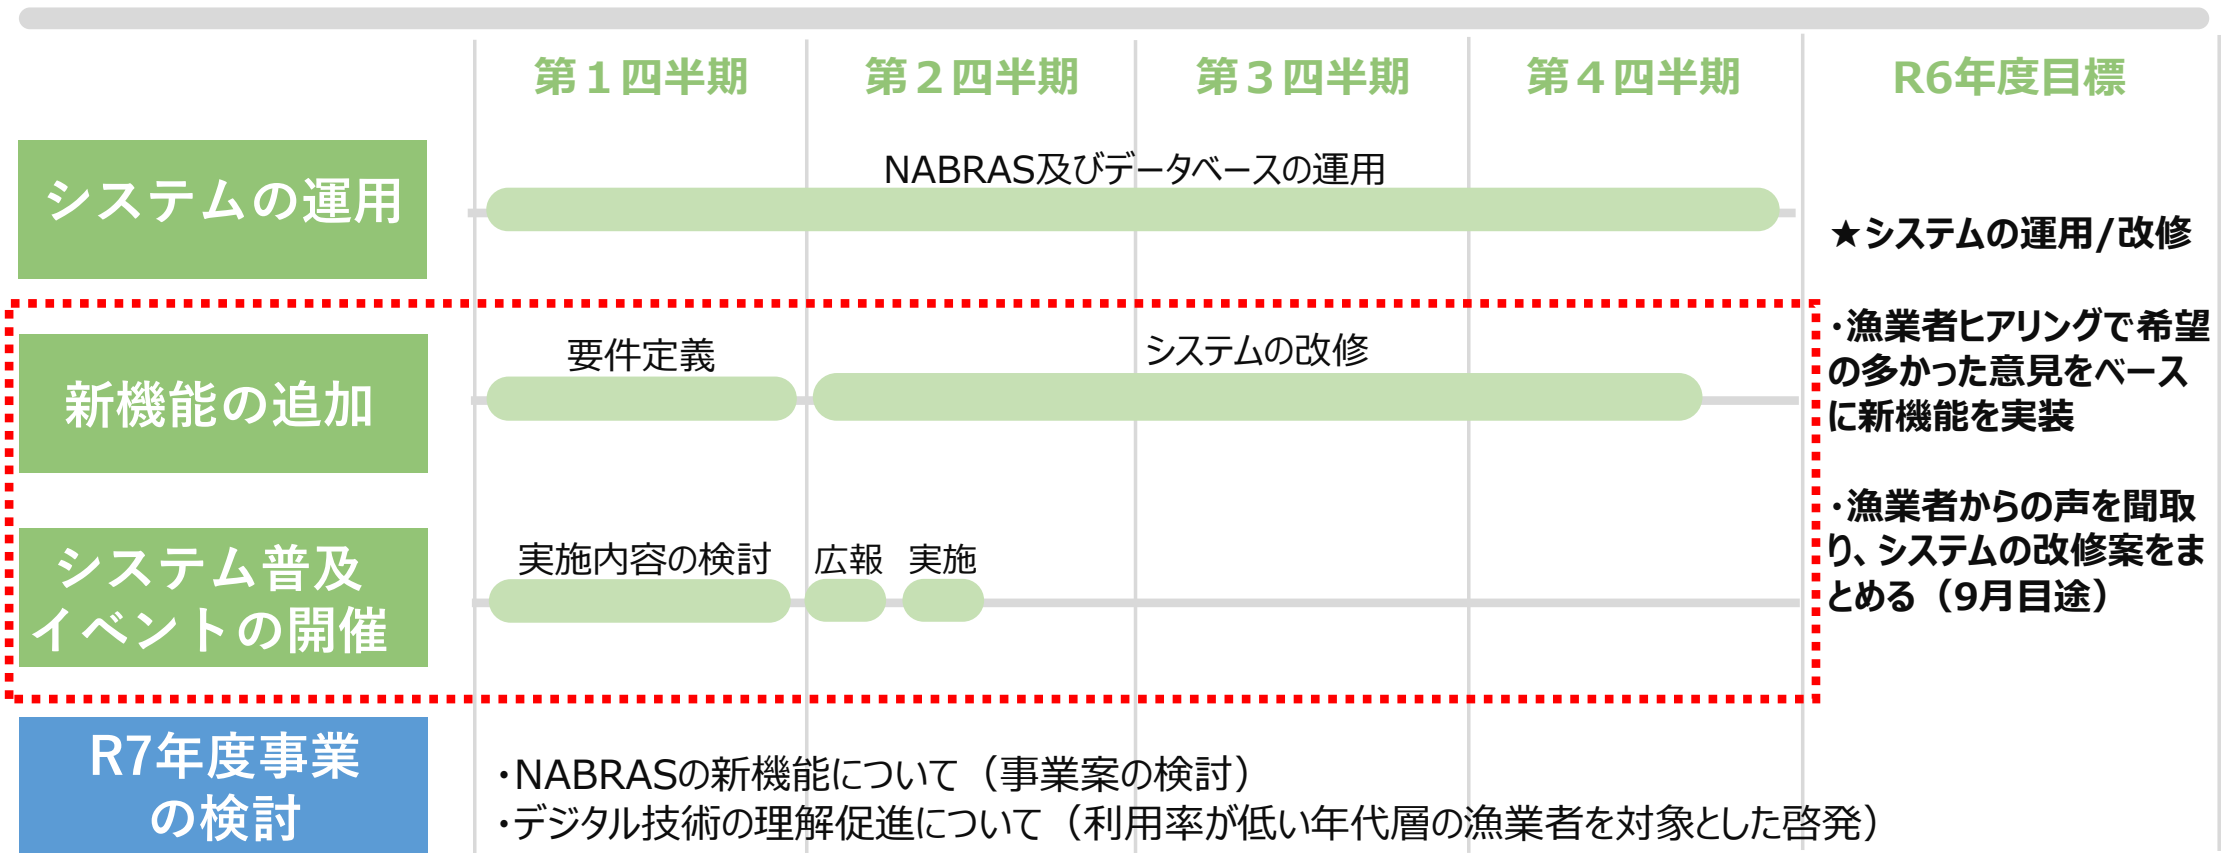 第１四半期
第２四半期
第３四半期
第４四半期
R6年度目標
システムの運用
NABRAS及びデータベースの運用
新機能の追加
要件定義
システムの改修
システム普及
イベントの開催
実施内容の検討
広報
実施
★システムの運用/改修
・漁業者ヒアリングで希望
の多かった意見をベース
に新機能を実装
・漁業者からの声を聞取
り、システムの改修案をま
とめる（9月目途）
R7年度事業
の検討
・NABRASの新機能について（事業案の検討）
・デジタル技術の理解促進について（利用率が低い年代層の漁業者を対象とした啓発）